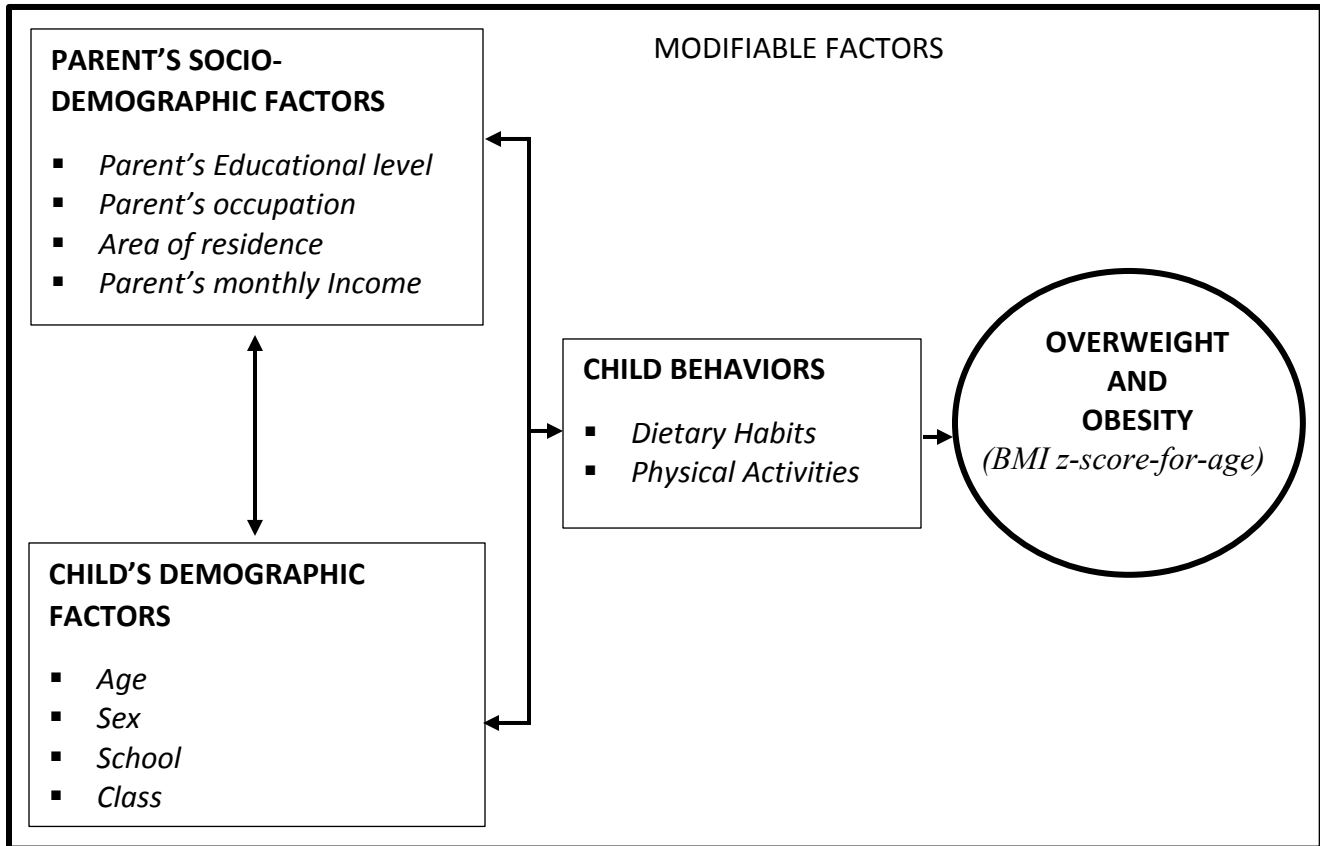 MODIFIABLE FACTORS
PARENT’S SOCIO-
DEMOGRAPHIC FACTORS
▪ Parent’s Educational level
▪ Parent’s occupation
▪ Area of residence
▪ Parent’s monthly Income
CHILD BEHAVIORS
▪ Dietary Habits
▪ Physical Activities
OVERWEIGHT
AND
OBESITY
(BMI z-score-for-age)
CHILD’S DEMOGRAPHIC
FACTORS
▪ Age
▪ Sex
▪ School
▪ Class